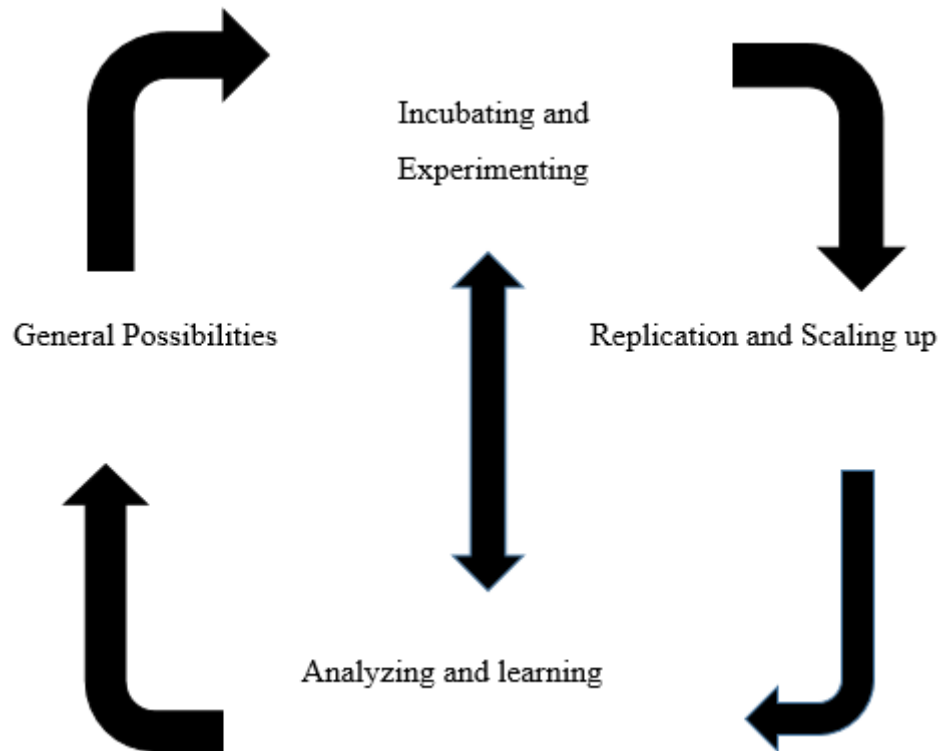 Incubating and
Experimenting
General Possibilities
Replication and Scaling up
Analyzing and learning